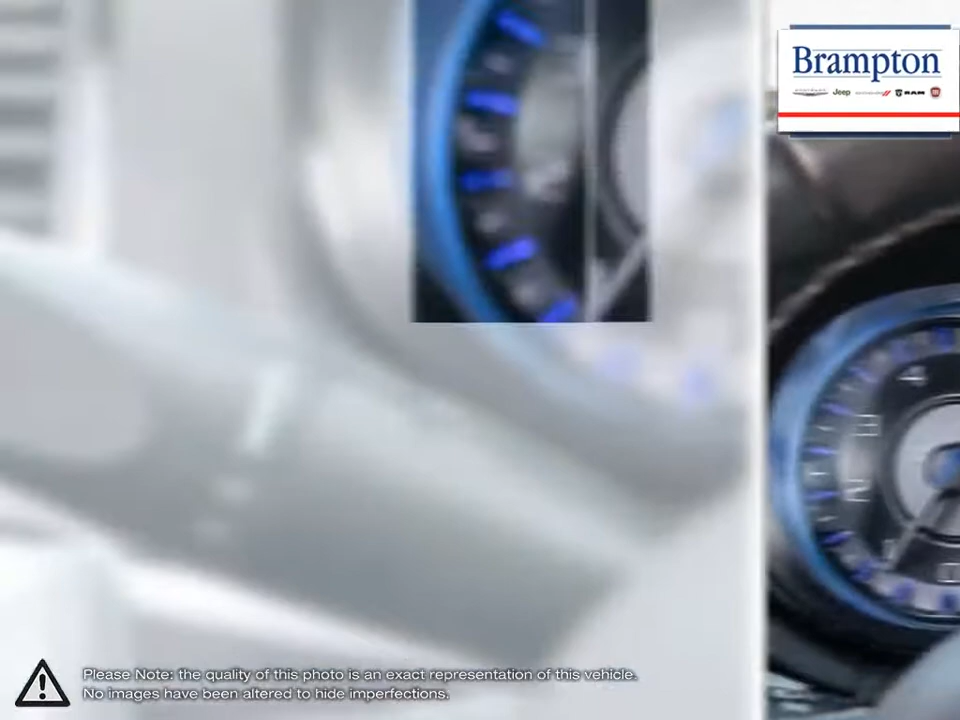 Brampton
Jeep RAM
4
Please Note: the quality of this photo is an exact representation of this vehicle.
No images have been altered to hide imperfections.